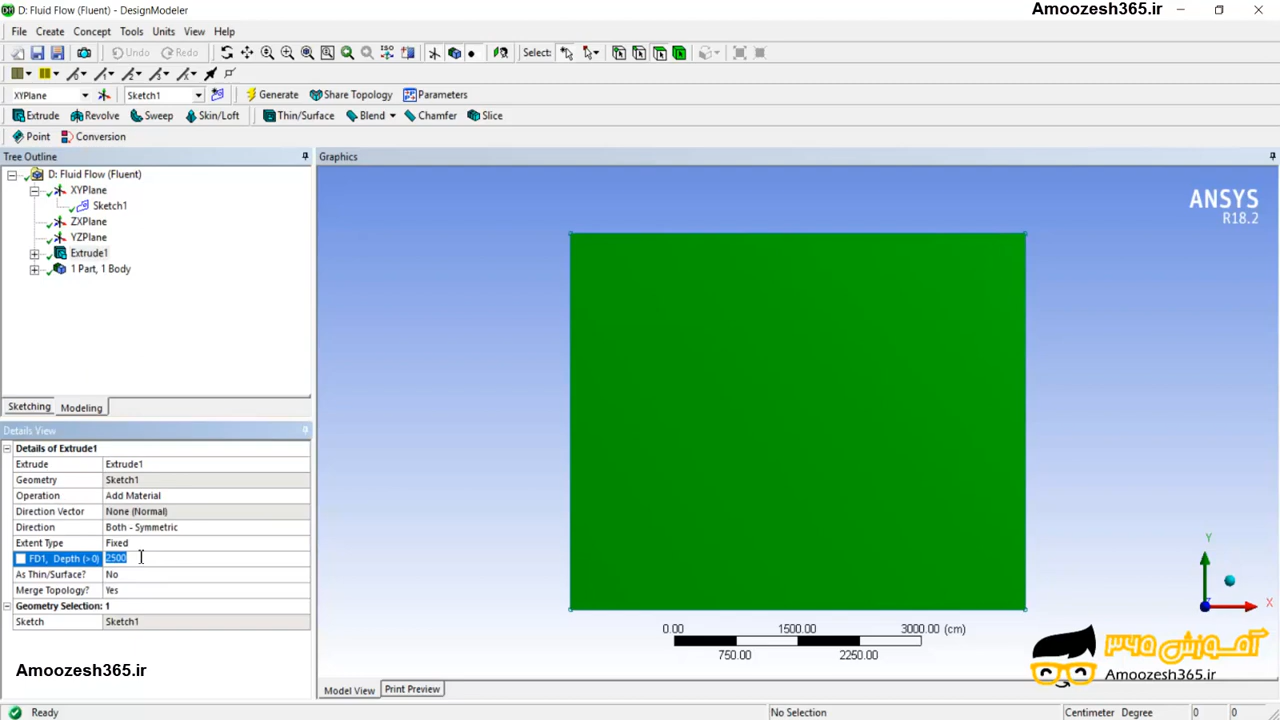 D: Fluid Flow (Fluent) - DesignModeler
Amoozesh365.ir
File Create Concept Tools Units View Help
Undo Redo Select:
XYPlane Sketch1 Generate Share Topology Parameters
Extrude Revolve Sweep Skin/Loft Thin/Surface Blend Chamfer Slice
Point Conversion
Tree Outline
D: Fluid Flow (Fluent)
XYPlane
Sketch1
ZXPlane
YZPlane
Extrude1
1 Part, 1 Body
Sketching Modeling
Details View
Details of Extrude1
Extrude Extrude1
Geometry Sketch1
Operation Add Material
Direction Vector None (Normal)
Direction Both - Symmetric
Extent Type Fixed
FD1, Depth (>0) 2500
As Thin/Surface? No
Merge Topology? Yes
Geometry Selection: 1
Sketch Sketch1
Amoozesh365.ir
Graphics
ANSYS
R18.2
Y
X
Z
0.00 1500.00 3000.00 (cm)
750.00 2250.00
آموزش ۳۶۵
Amoozesh365.ir
Model View Print Preview
Ready No Selection Centimeter Degree 0 0